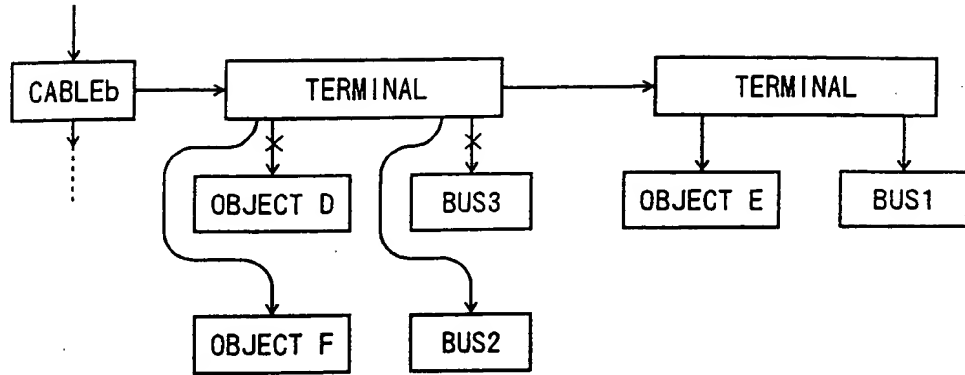 CABLEb
TERMINAL
TERMINAL
OBJECT D
BUS3
OBJECT E
BUS1
OBJECT F
BUS2